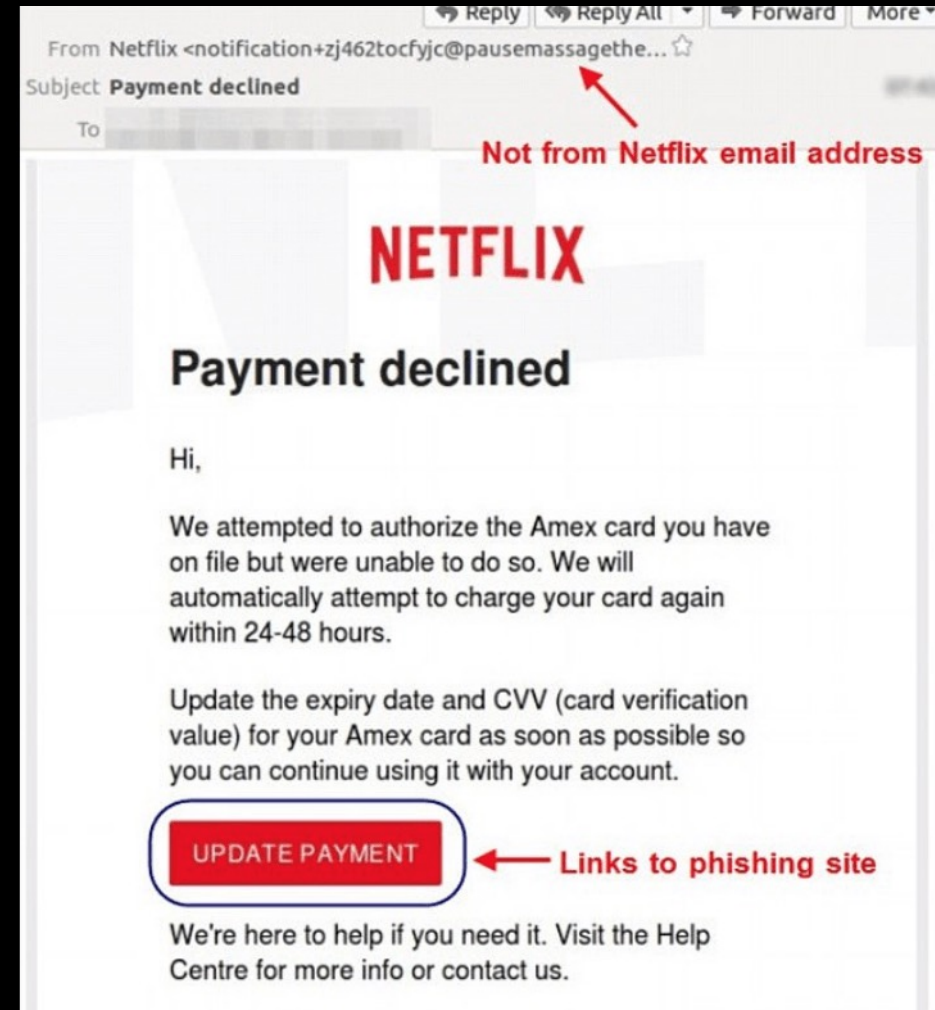 Reply Reply All Forward More
From Netflix <notification+zj462tocfyjc@pausemassagethe...
Subject Payment declined
To
Not from Netflix email address
NETFLIX
Payment declined
Hi,
We attempted to authorize the Amex card you have
on file but were unable to do so. We will
automatically attempt to charge your card again
within 24-48 hours.
Update the expiry date and CVV (card verification
value) for your Amex card as soon as possible so
you can continue using it with your account.
UPDATE PAYMENT
Links to phishing site
We're here to help if you need it. Visit the Help
Centre for more info or contact us.